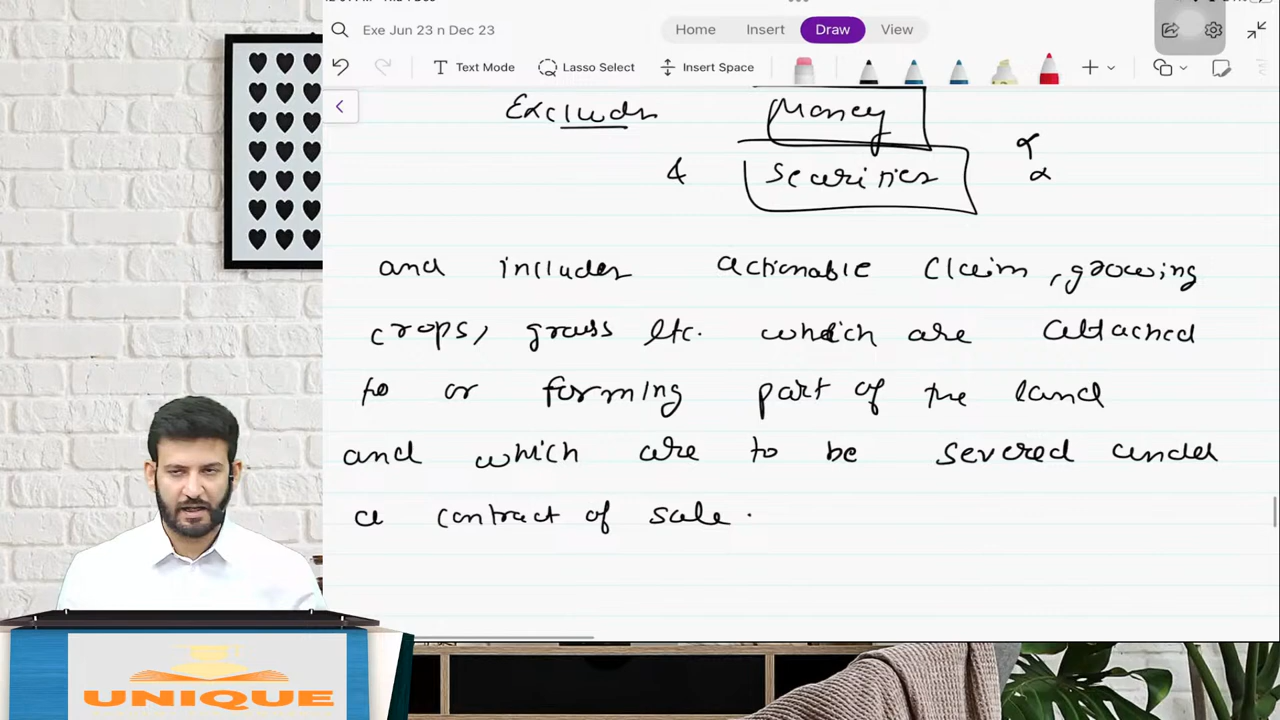 Exe Jun 23 n Dec 23
Home Insert Draw View
Text Mode Lasso Select Insert Space
Excludes Money
& Securities
and includes actionable claim, growing
crops, grass etc. which are attached
to or forming part of the land
and which are to be severed under
a contract of sale.
UNIQUE